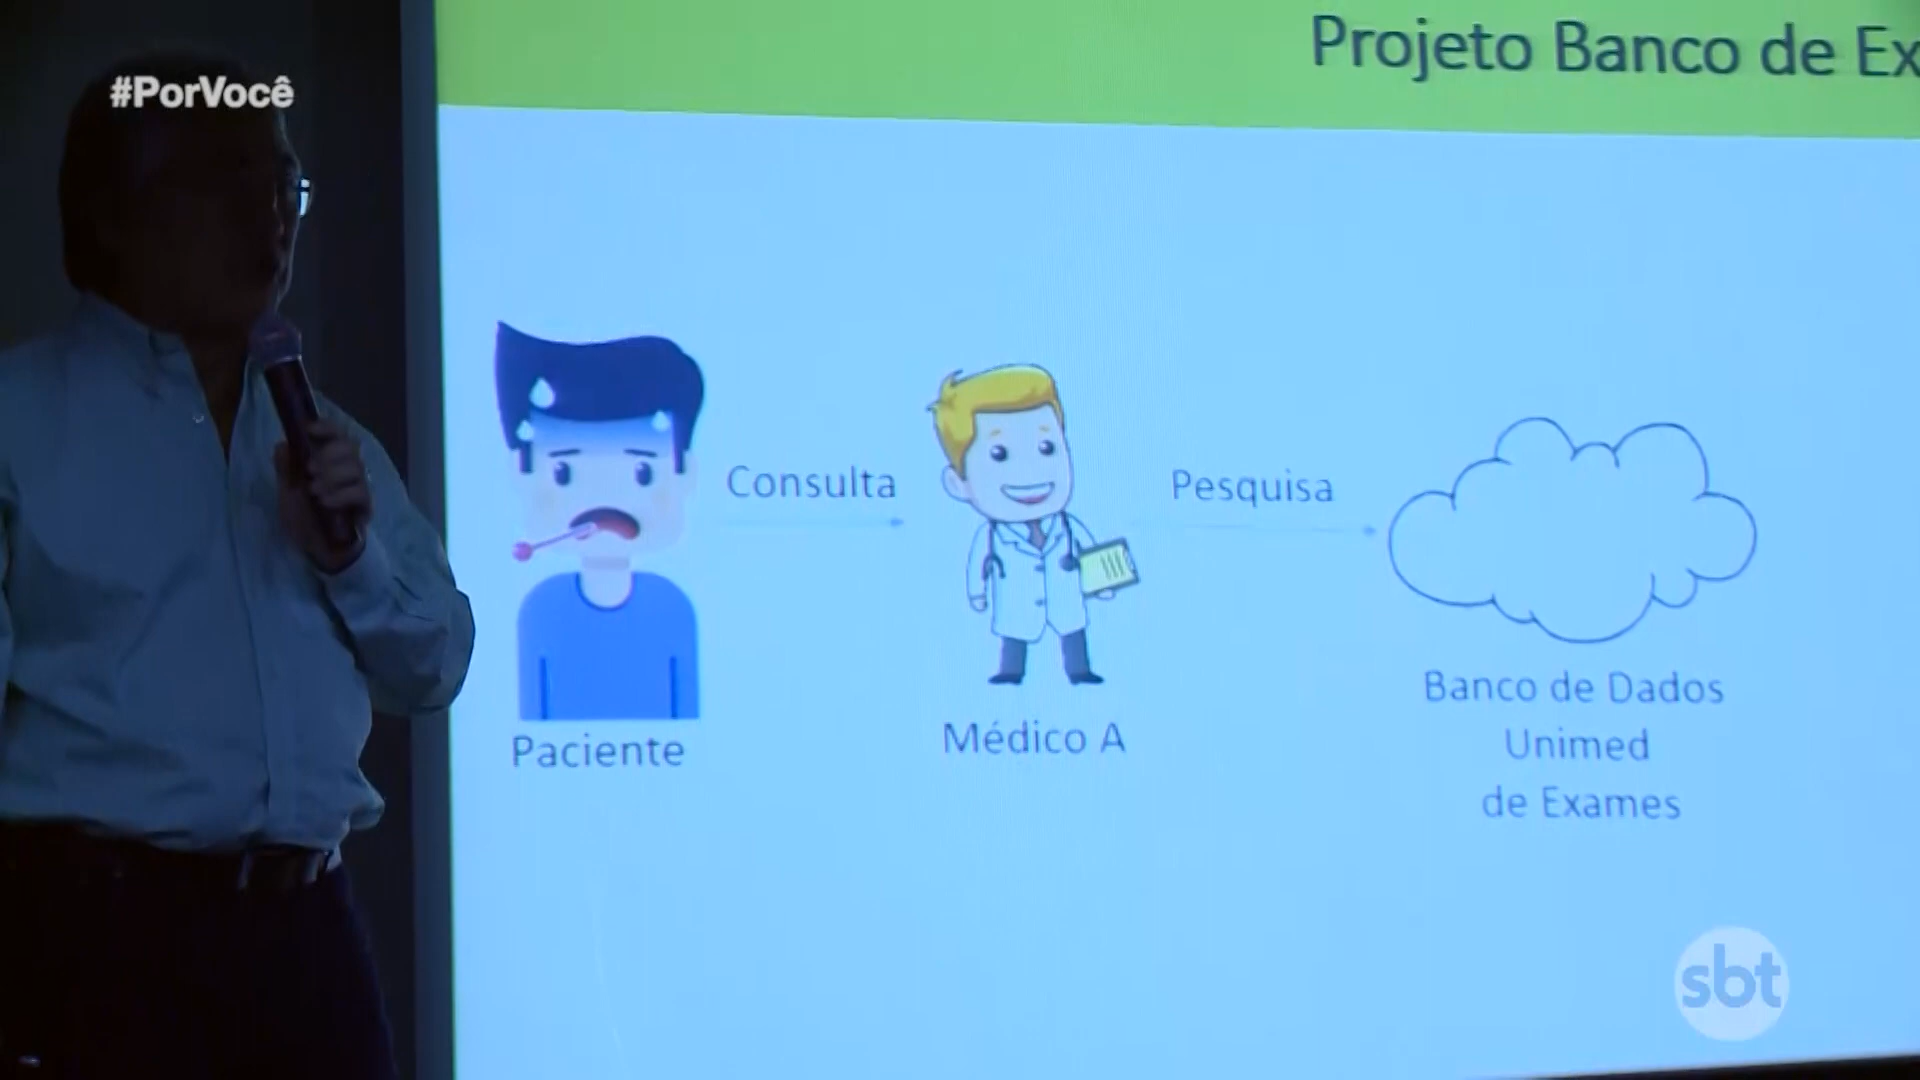 #PorVocê
Projeto Banco de Ex
Consulta
Pesquisa
Paciente
Médico A
Banco de Dados
Unimed
de Exames
sbt